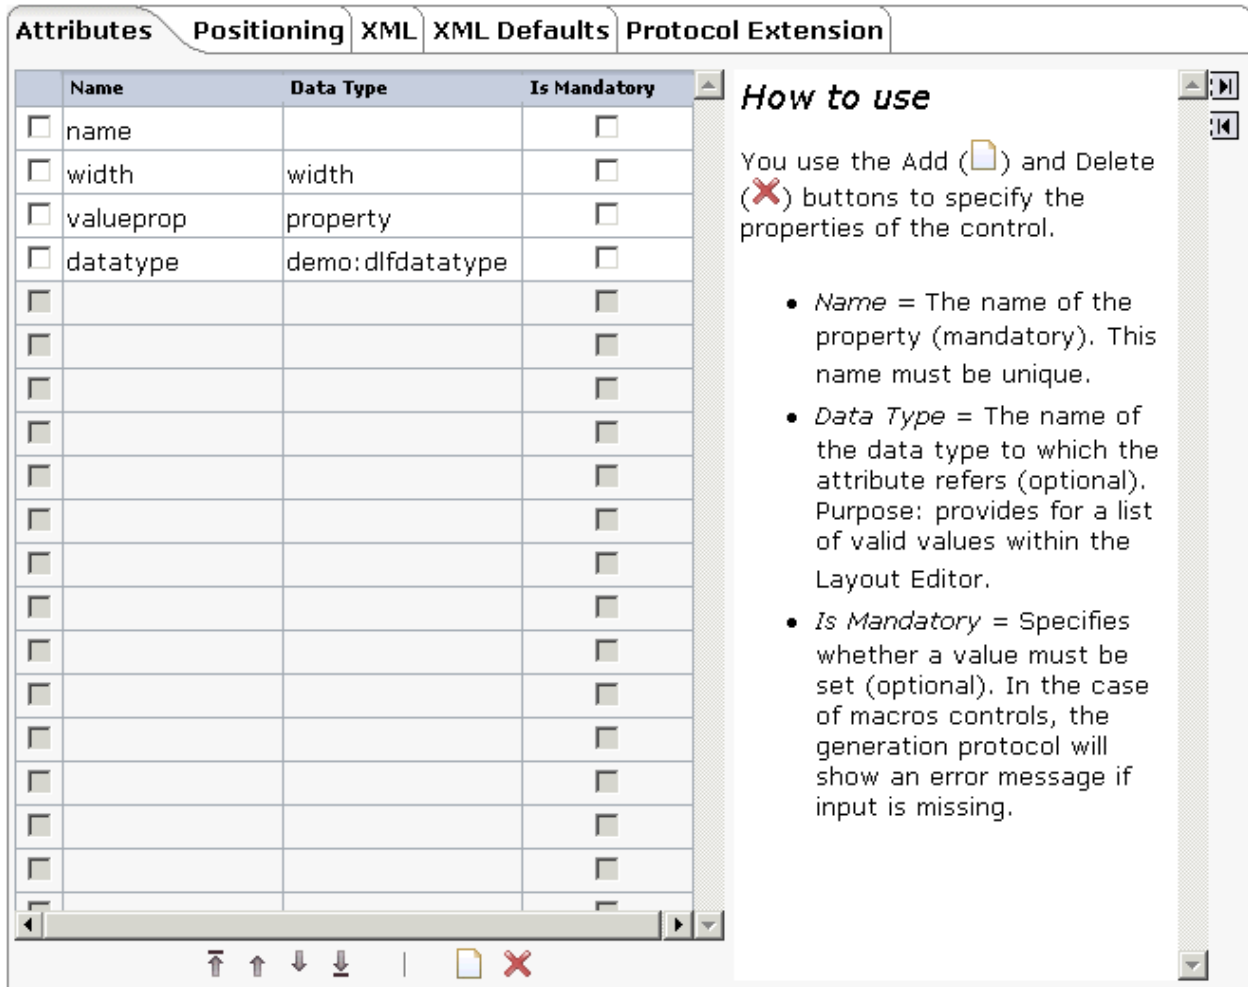 Attributes Positioning XML XML Defaults Protocol Extension
Name Data Type Is Mandatory
name
width width
valueprop property
datatype demo:dlfdatatype
How to use
You use the Add ( ) and Delete
( ) buttons to specify the
properties of the control.
• Name = The name of the
property (mandatory). This
name must be unique.
• Data Type = The name of
the data type to which the
attribute refers (optional).
Purpose: provides for a list
of valid values within the
Layout Editor.
• Is Mandatory = Specifies
whether a value must be
set (optional). In the case
of macros controls, the
generation protocol will
show an error message if
input is missing.